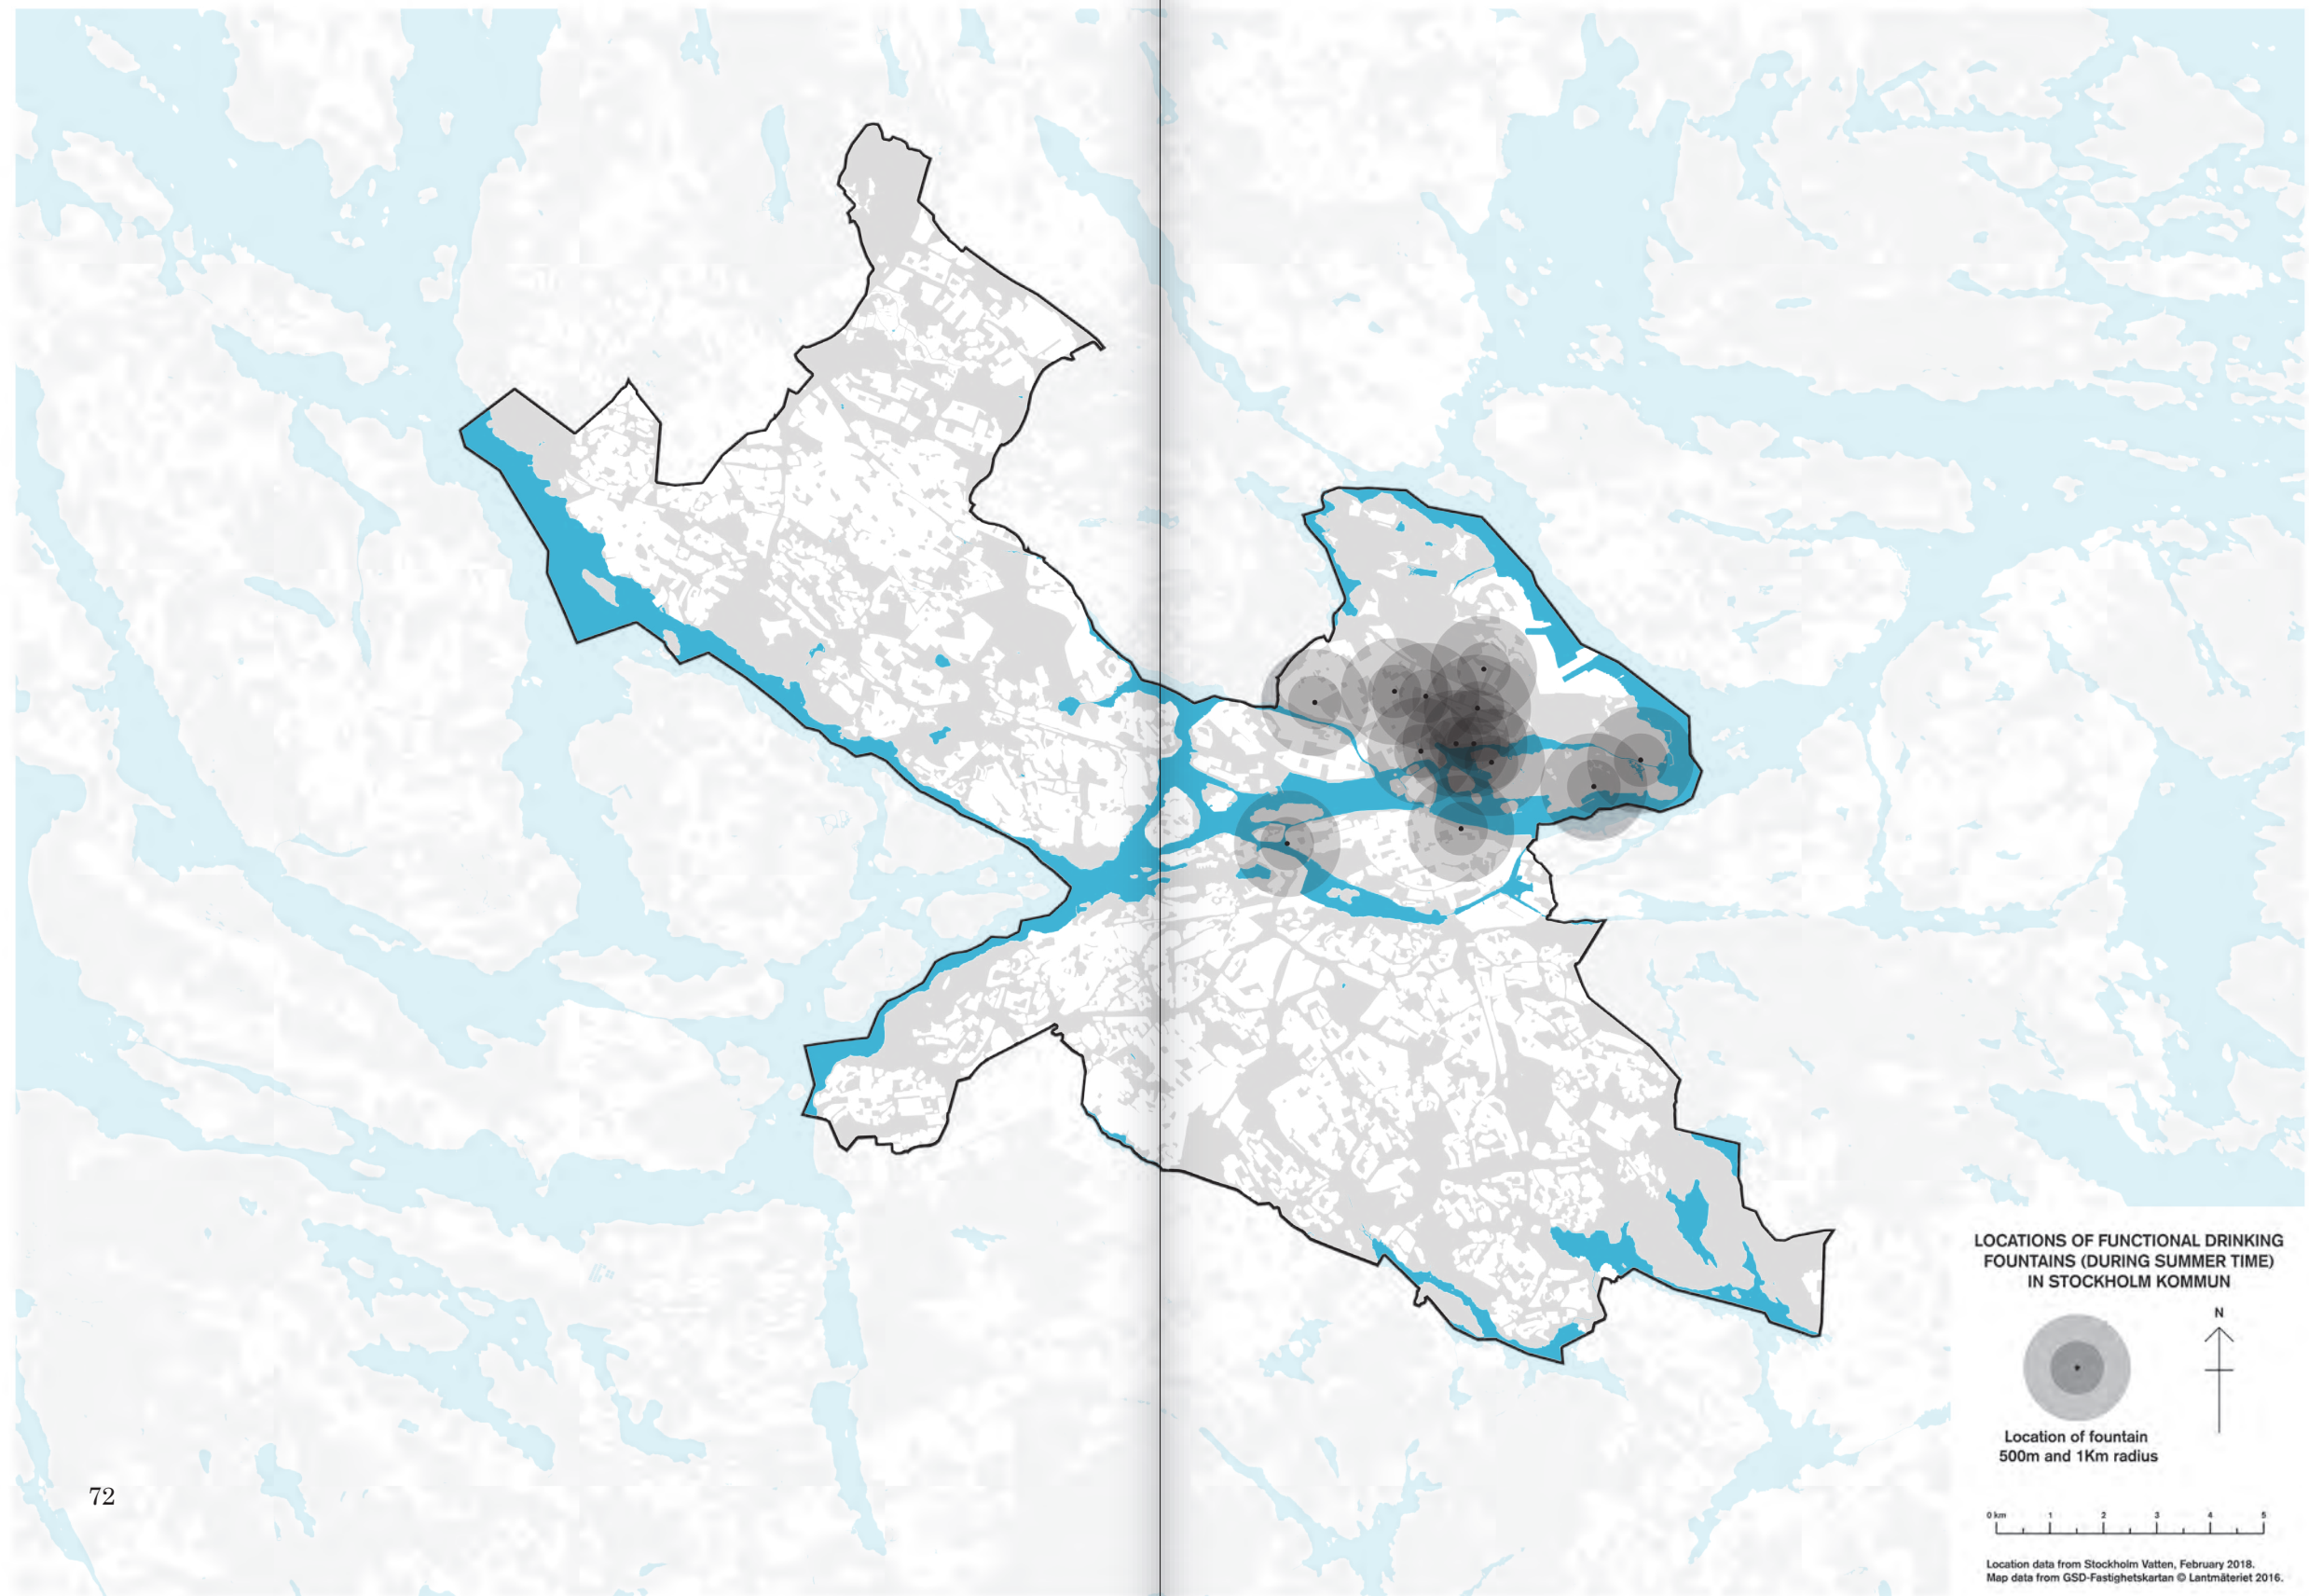 LOCATIONS OF FUNCTIONAL DRINKING
FOUNTAINS (DURING SUMMER TIME)
IN STOCKHOLM KOMMUN
N
Location of fountain
500m and 1Km radius
72
0 km 1 2 3 4 5
Location data from Stockholm Vatten, February 2018.
Map data from GSD-Fastighetskartan © Lantmäteriet 2016.